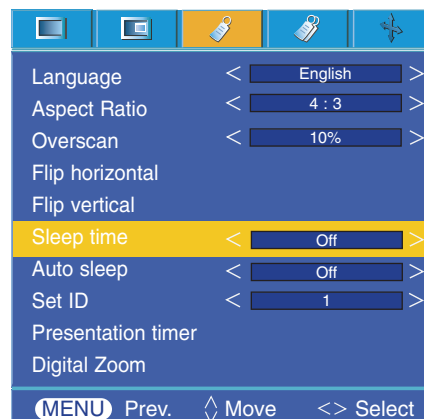 Language < English >
Aspect Ratio < 4 : 3 >
Overscan < 10% >
Flip horizontal
Flip vertical
Sleep time < Off >
Auto sleep < Off >
Set ID < 1 >
Presentation timer
Digital Zoom
MENU Prev. Move <> Select